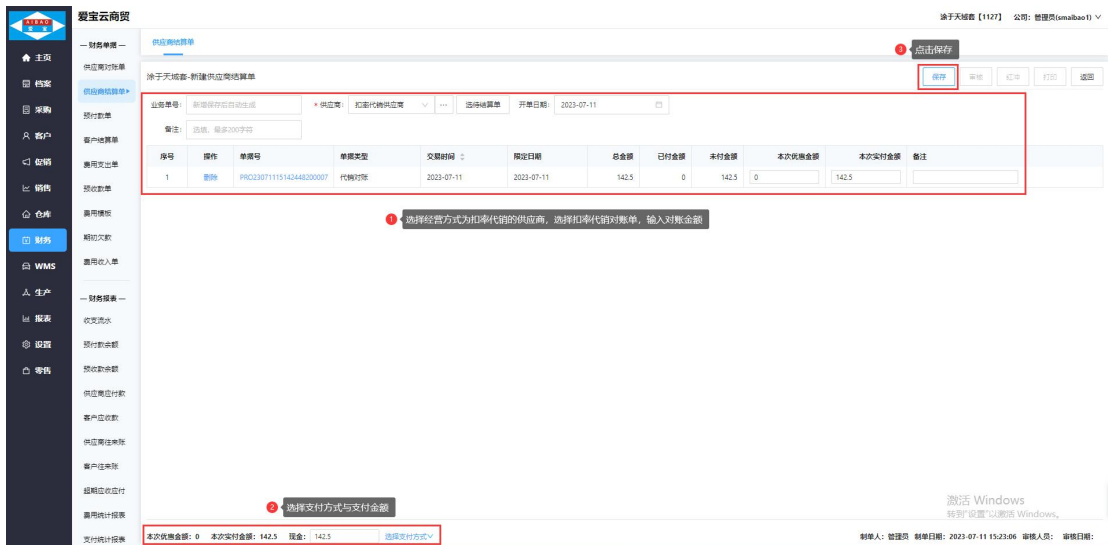 AIBAO
爱宝
爱宝云商贸
涂于天域套【1127】 公司：管理员(smaibao1)
主页
档案
采购
客户
促销
销售
仓库
财务
WMS
生产
报表
设置
零售
— 财务单据 —
供应商对账单
供应商结算单
预付款单
客户结算单
费用支出单
预收款单
费用模板
期初欠款
费用收入单
— 财务报表 —
收支流水
预付款余额
预收款余额
供应商应付款
客户应收款
供应商往来账
客户往来账
超期应收应付
费用统计报表
支付统计报表
供应商结算单
3 点击保存
涂于天域套-新建供应商结算单
保存 审核 红冲 打印 返回
业务单号： 新增保存后自动生成 * 供应商： 扣率代销供应商 ··· 选待结算单 开单日期： 2023-07-11
备注： 选填，最多200字符
序号 操作 单据号 单据类型 交易时间 限定日期 总金额 已付金额 未付金额 本次优惠金额 本次实付金额 备注
1 删除 PRO23071115142448200007 代销对账 2023-07-11 2023-07-11 142.5 0 142.5 0 142.5
1 选择经营方式为扣率代销的供应商，选择扣率代销对账单，输入对账金额
2 选择支付方式与支付金额
激活 Windows
转到"设置"以激活 Windows。
本次优惠金额：0 本次实付金额：142.5 现金： 142.5 选择支付方式
制单人：管理员 制单日期：2023-07-11 15:23:06 审核人员： 审核日期：